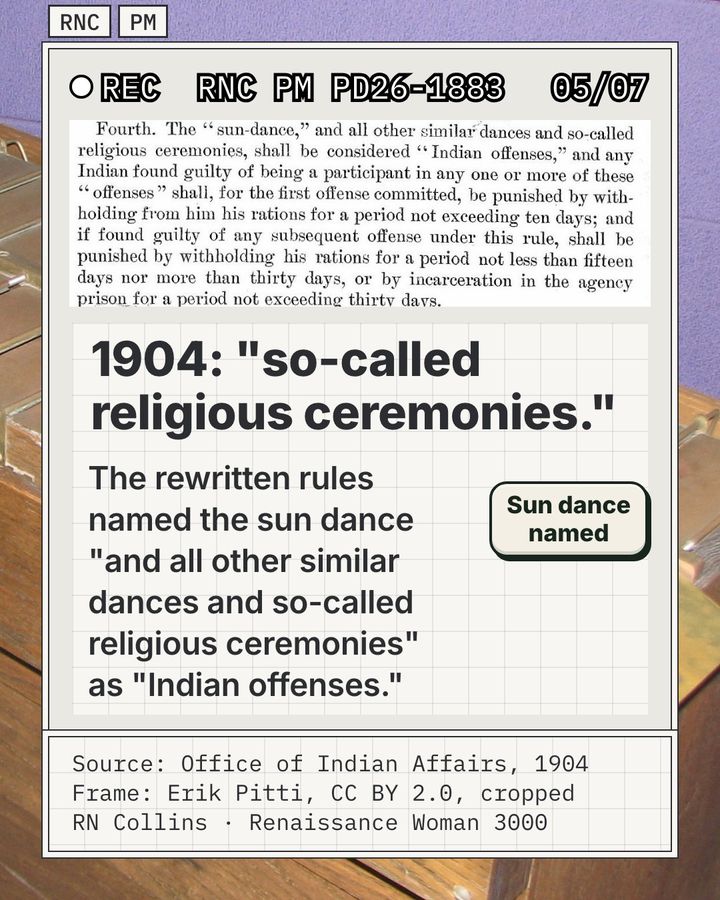 RNC PM
REC RNC PM PD26-1883 05/07
Fourth. The “sun-dance,” and all other similar dances and so-called
religious ceremonies, shall be considered “Indian offenses,” and any
Indian found guilty of being a participant in any one or more of these
“offenses” shall, for the first offense committed, be punished by with-
holding from him his rations for a period not exceeding ten days; and
if found guilty of any subsequent offense under this rule, shall be
punished by withholding his rations for a period not less than fifteen
days nor more than thirty days, or by incarceration in the agency
prison for a period not exceeding thirty days.
1904: "so-called
religious ceremonies."
The rewritten rules
named the sun dance
"and all other similar
dances and so-called
religious ceremonies"
as "Indian offenses."
Sun dance
named
Source: Office of Indian Affairs, 1904
Frame: Erik Pitti, CC BY 2.0, cropped
RN Collins · Renaissance Woman 3000